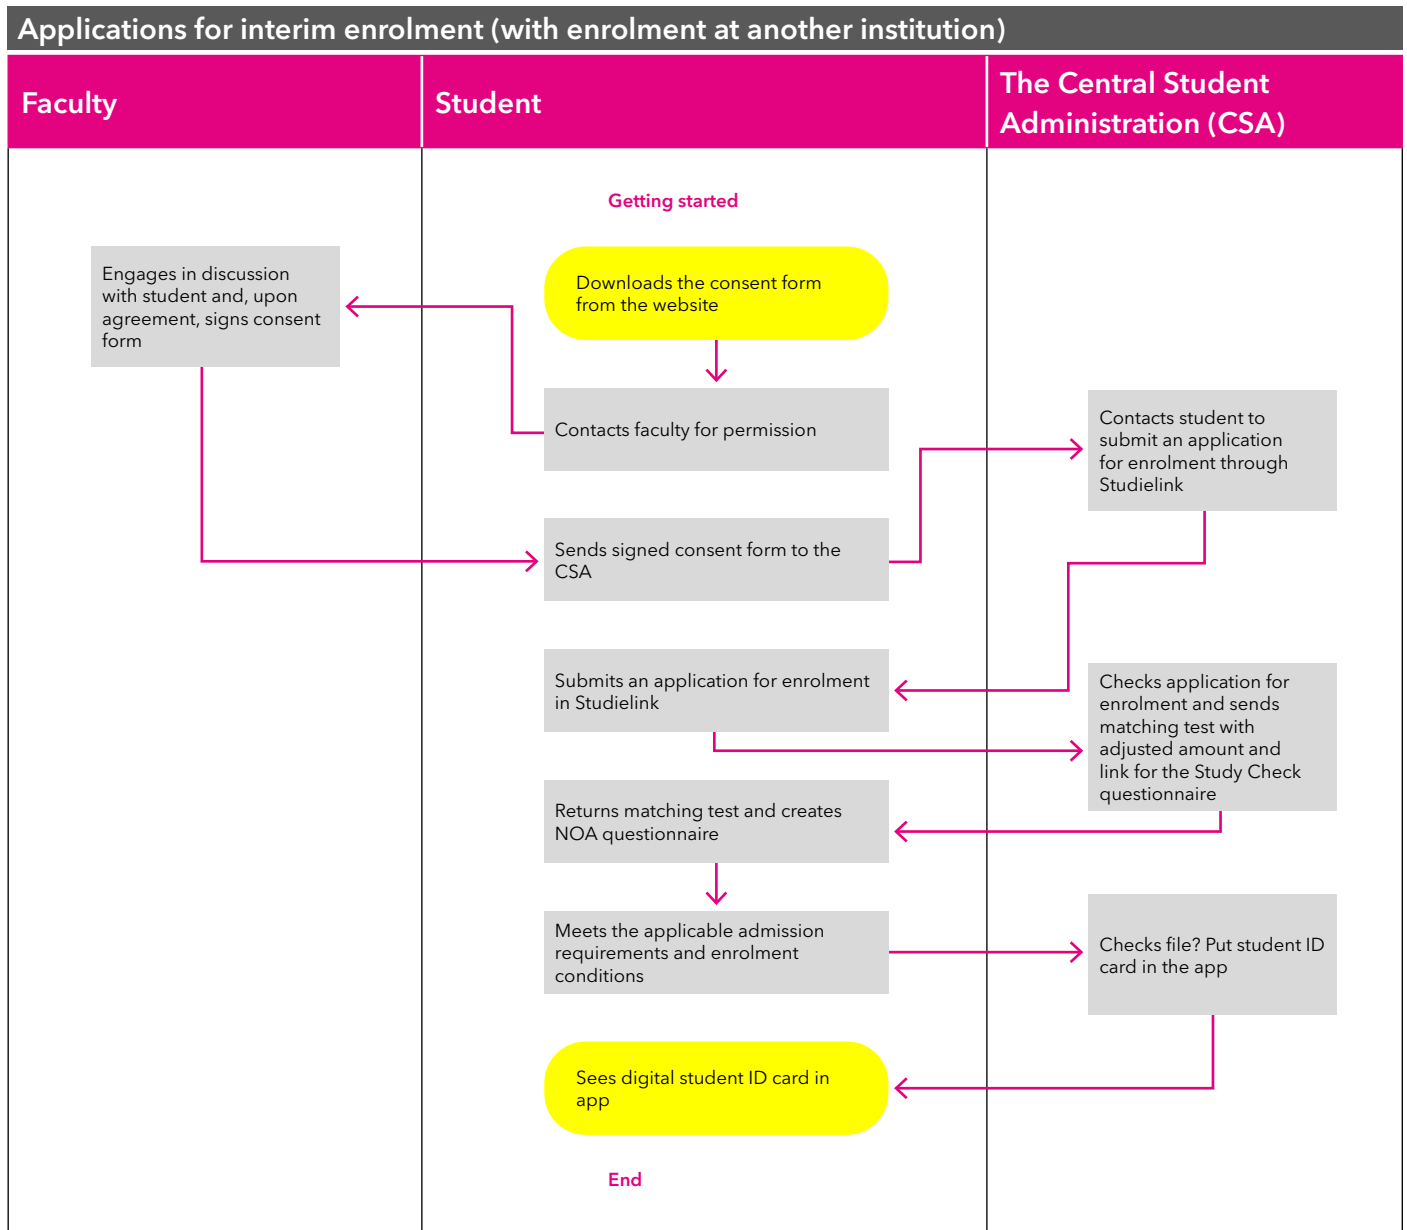 Applications for interim enrolment (with enrolment at another institution)
Faculty
Student
The Central Student
Administration (CSA)
Getting started
Downloads the consent form
from the website
Engages in discussion
with student and, upon
agreement, signs consent
form
Contacts faculty for permission
Contacts student to
submit an application
for enrolment through
Studielink
Sends signed consent form to the
CSA
Submits an application for enrolment
in Studielink
Checks application for
enrolment and sends
matching test with
adjusted amount and
link for the Study Check
questionnaire
Returns matching test and creates
NOA questionnaire
Meets the applicable admission
requirements and enrolment
conditions
Checks file? Put student ID
card in the app
Sees digital student ID card in
app
End